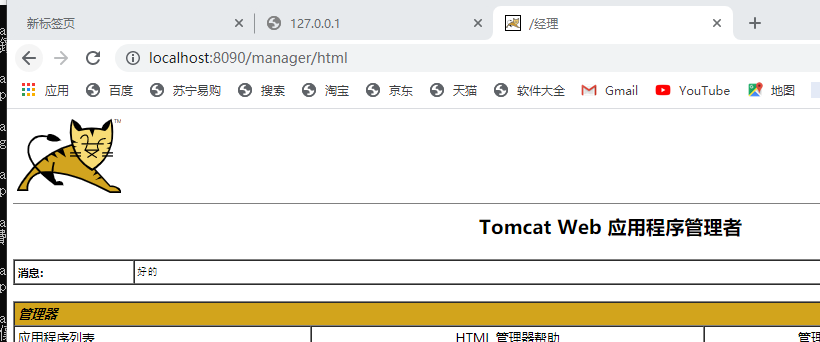 新标签页 127.0.0.1 /经理
localhost:8090/manager/html
应用 百度 苏宁易购 搜索 淘宝 京东 天猫 软件大全 Gmail YouTube 地图
TM
Tomcat Web 应用程序管理者
消息: 好的
管理器
应用程序列表 HTML 管理器帮助 管理